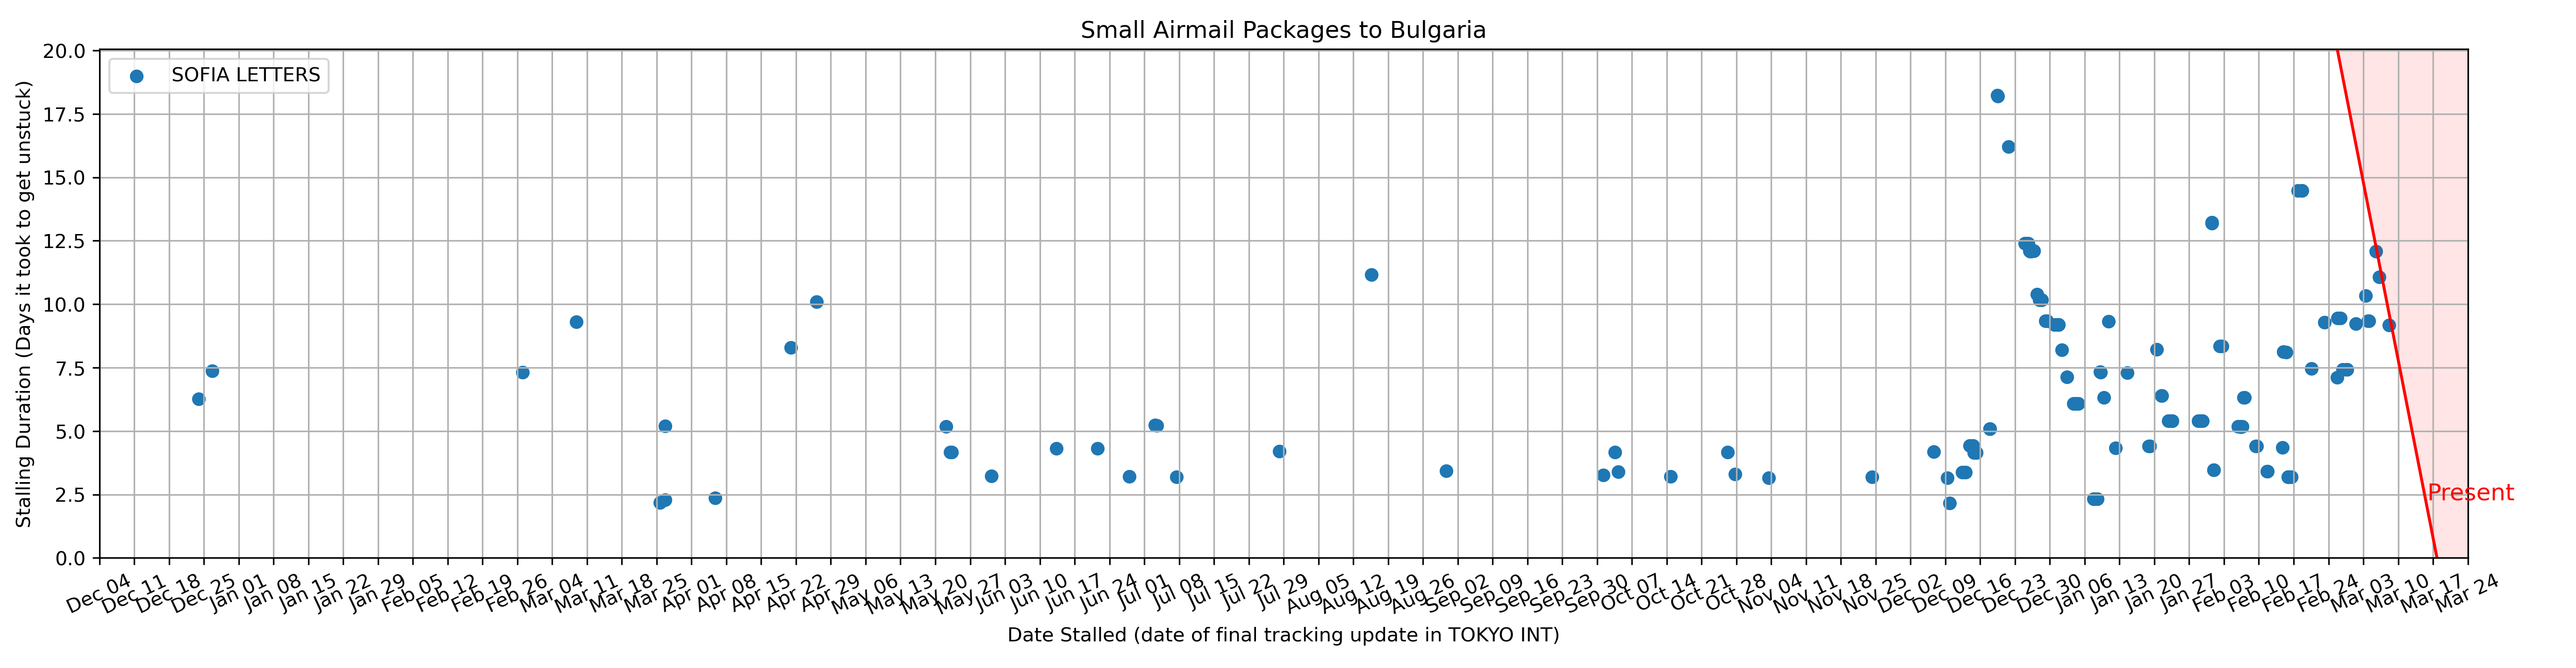 Small Airmail Packages to Bulgaria
20.0
17.5
15.0
12.5
10.0
7.5
5.0
2.5
0.0
Stalling Duration (Days it took to get unstuck)
SOFIA LETTERS
Present
Dec 04
Dec 11
Dec 18
Dec 25
Jan 01
Jan 08
Jan 15
Jan 22
Jan 29
Feb 05
Feb 12
Feb 19
Feb 26
Mar 04
Mar 11
Mar 18
Mar 25
Apr 01
Apr 08
Apr 15
Apr 22
Apr 29
May 06
May 13
May 20
May 27
Jun 03
Jun 10
Jun 17
Jun 24
Jul 01
Jul 08
Jul 15
Jul 22
Jul 29
Aug 05
Aug 12
Aug 19
Aug 26
Sep 02
Sep 09
Sep 16
Sep 23
Sep 30
Oct 07
Oct 14
Oct 21
Oct 28
Nov 04
Nov 11
Nov 18
Nov 25
Dec 02
Dec 09
Dec 16
Dec 23
Dec 30
Jan 06
Jan 13
Jan 20
Jan 27
Feb 03
Feb 10
Feb 17
Feb 24
Mar 03
Mar 10
Mar 17
Mar 24
Date Stalled (date of final tracking update in TOKYO INT)